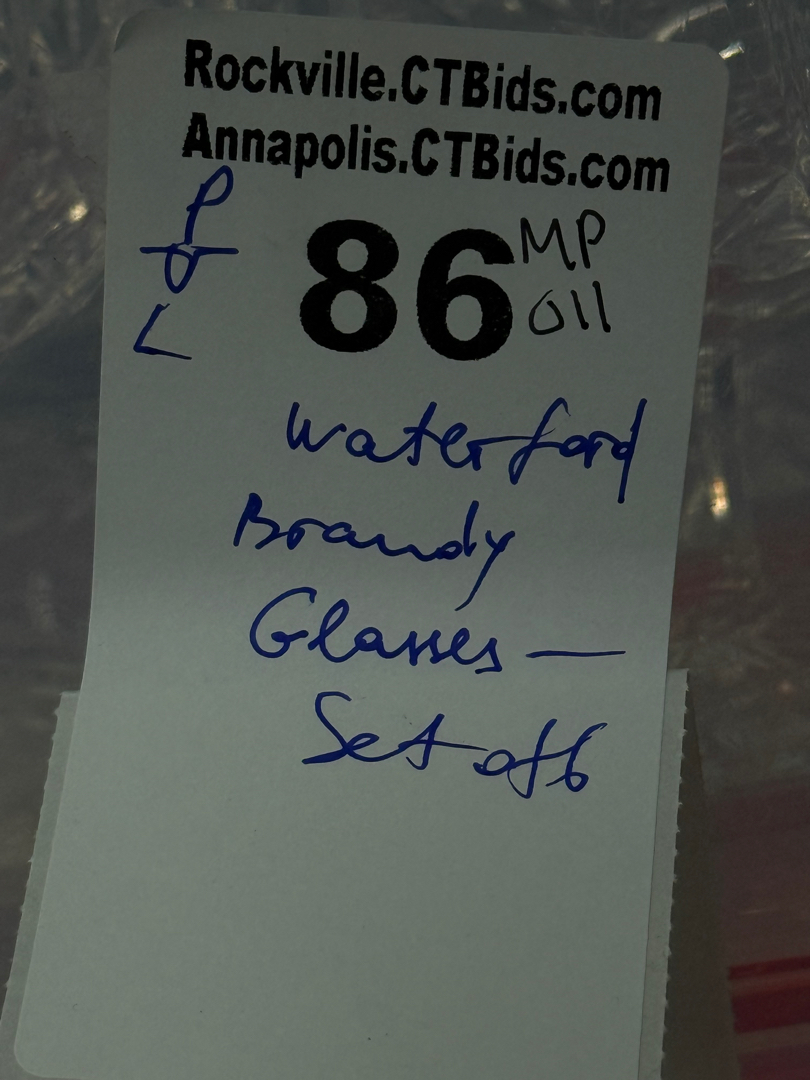 Rockville.CTBids.com
Annapolis.CTBids.com
P
86 MP
011
L
Waterford
Brandy
Glasses —
Set of 6